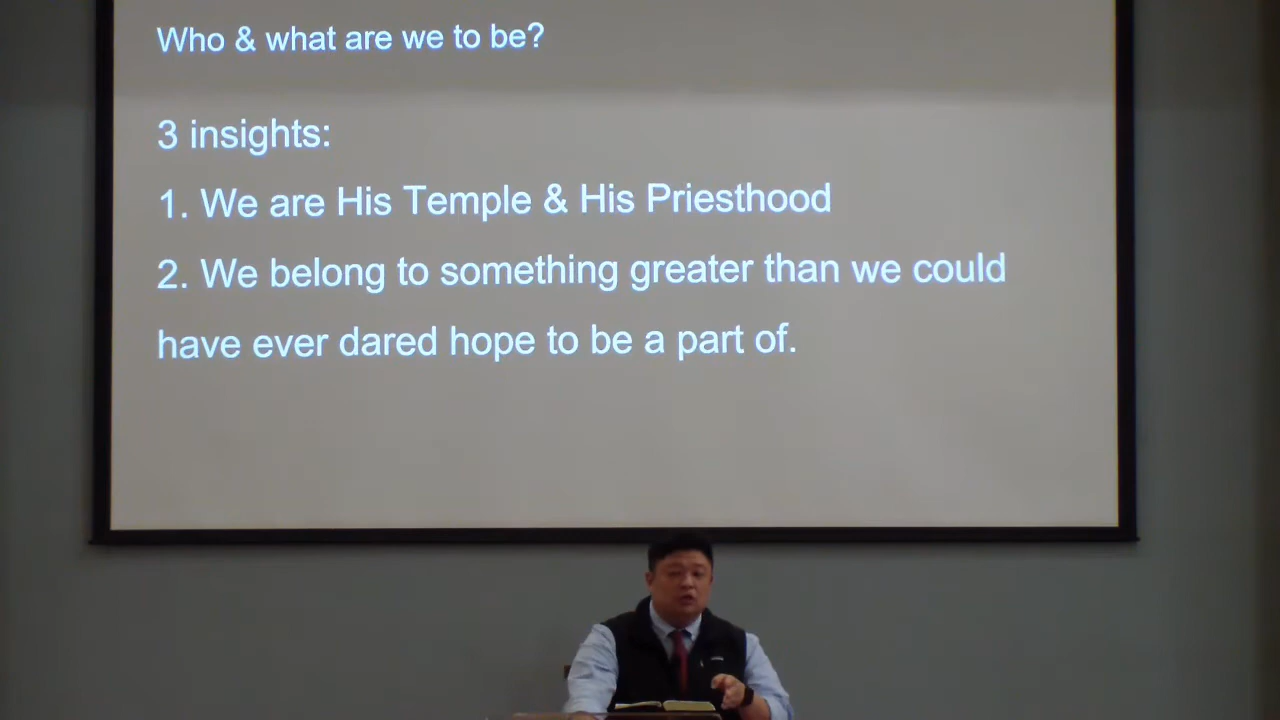 Who & what are we to be?
3 insights:
1. We are His Temple & His Priesthood
2. We belong to something greater than we could
have ever dared hope to be a part of.